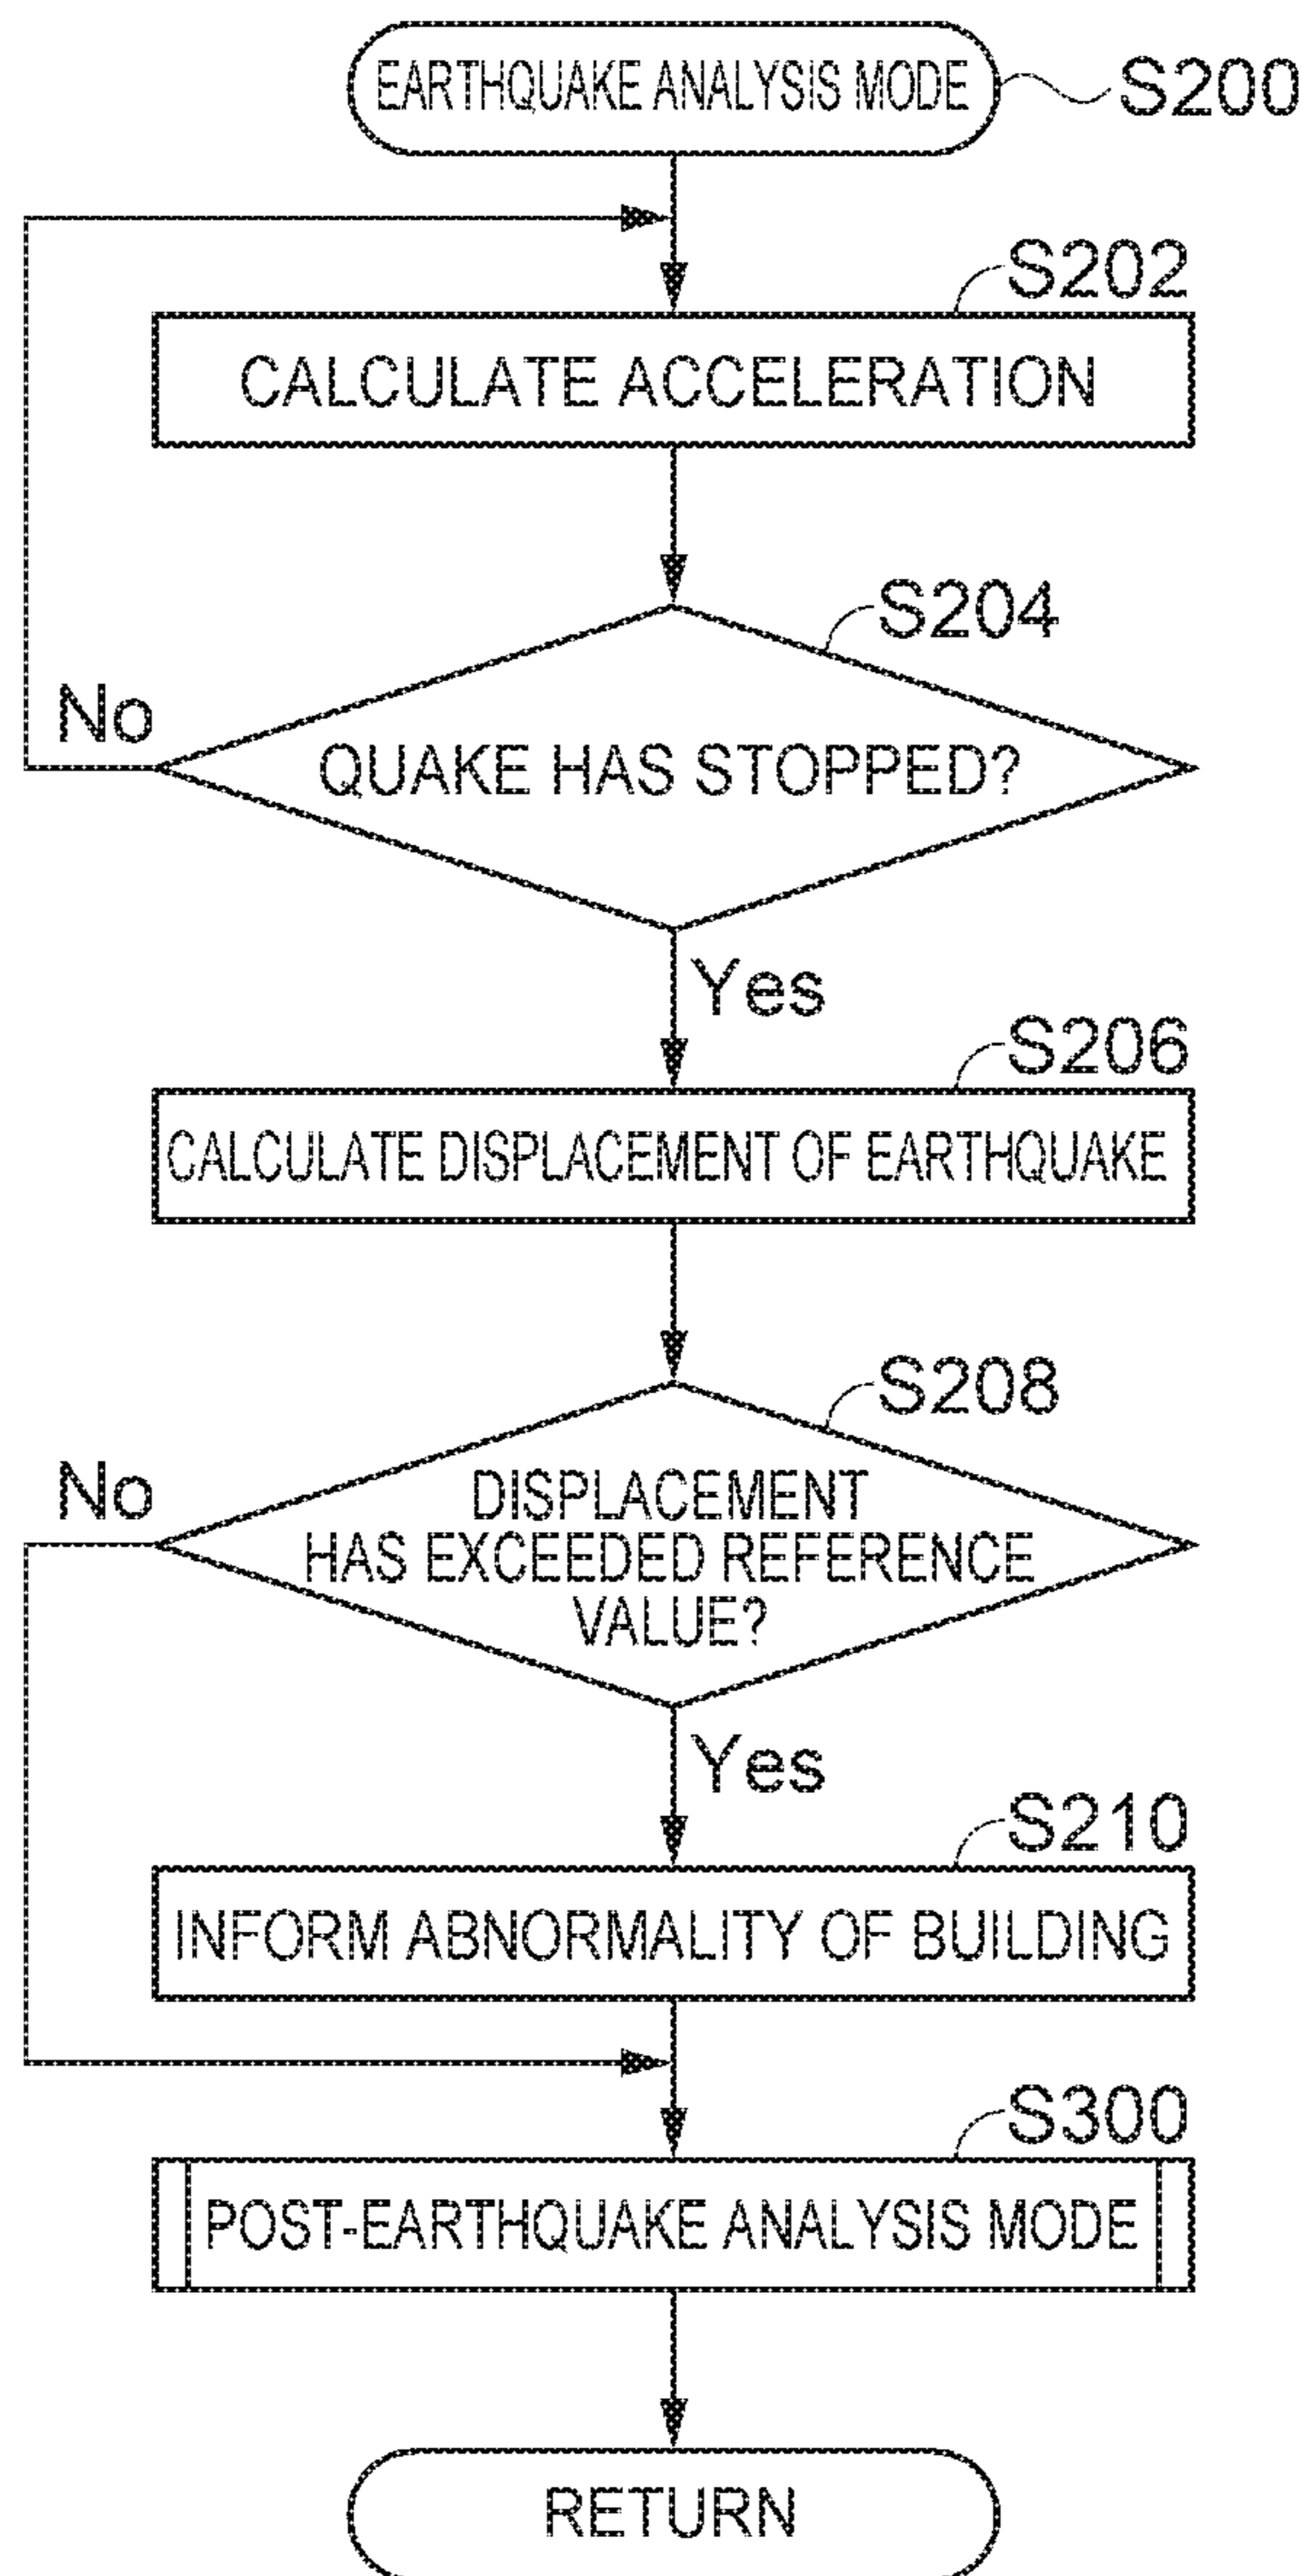 EARTHQUAKE ANALYSIS MODE S200
S202
CALCULATE ACCELERATION
S204
No
QUAKE HAS STOPPED?
Yes
S206
CALCULATE DISPLACEMENT OF EARTHQUAKE
S208
No
DISPLACEMENT
HAS EXCEEDED REFERENCE
VALUE?
Yes
S210
INFORM ABNORMALITY OF BUILDING
S300
POST-EARTHQUAKE ANALYSIS MODE
RETURN